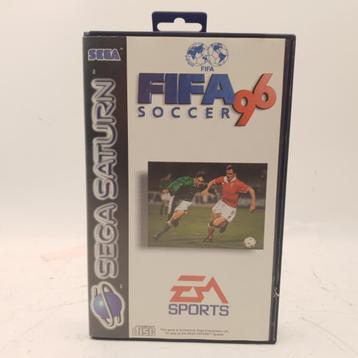 SEGA
FIFA
FIFA 96
SOCCER
SEGA SATURN
EA
SPORTS